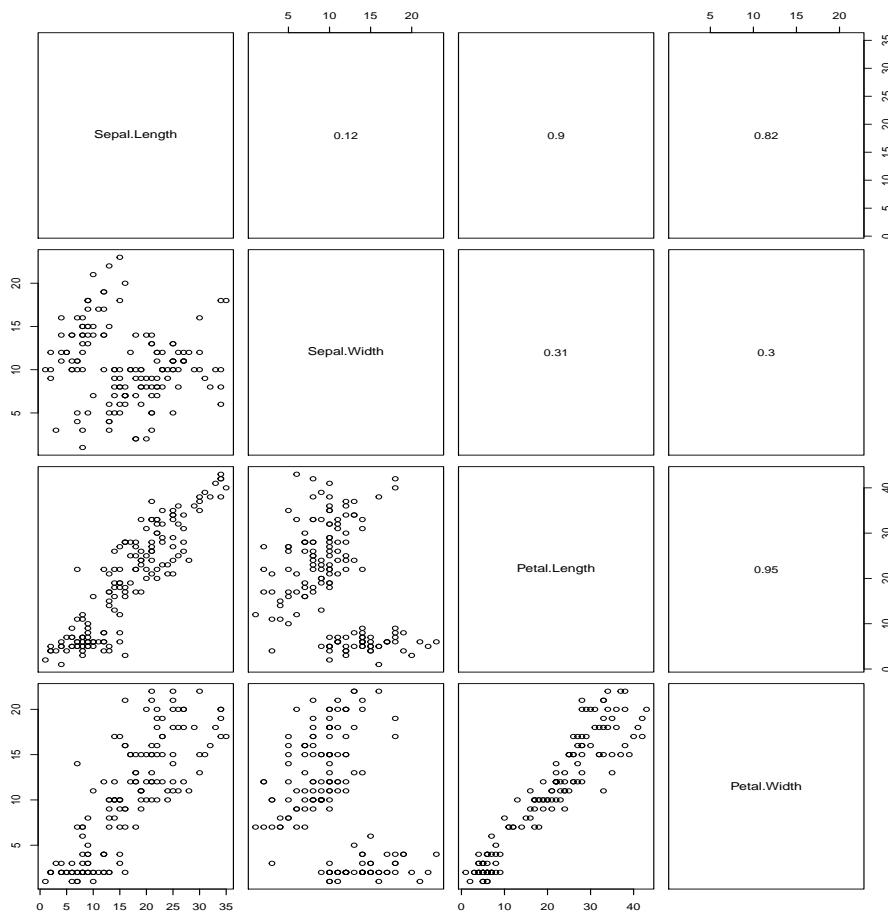 5 10 15 20 5 10 15 20
Sepal.Length 0.12 0.9 0.82
0 5 10 15 20 25 30 35
5 10 15 20
Sepal.Width 0.31 0.3
Petal.Length 0.95
0 10 20 30 40
5 10 15 20
Petal.Width
0 5 10 15 20 25 30 35 0 10 20 30 40